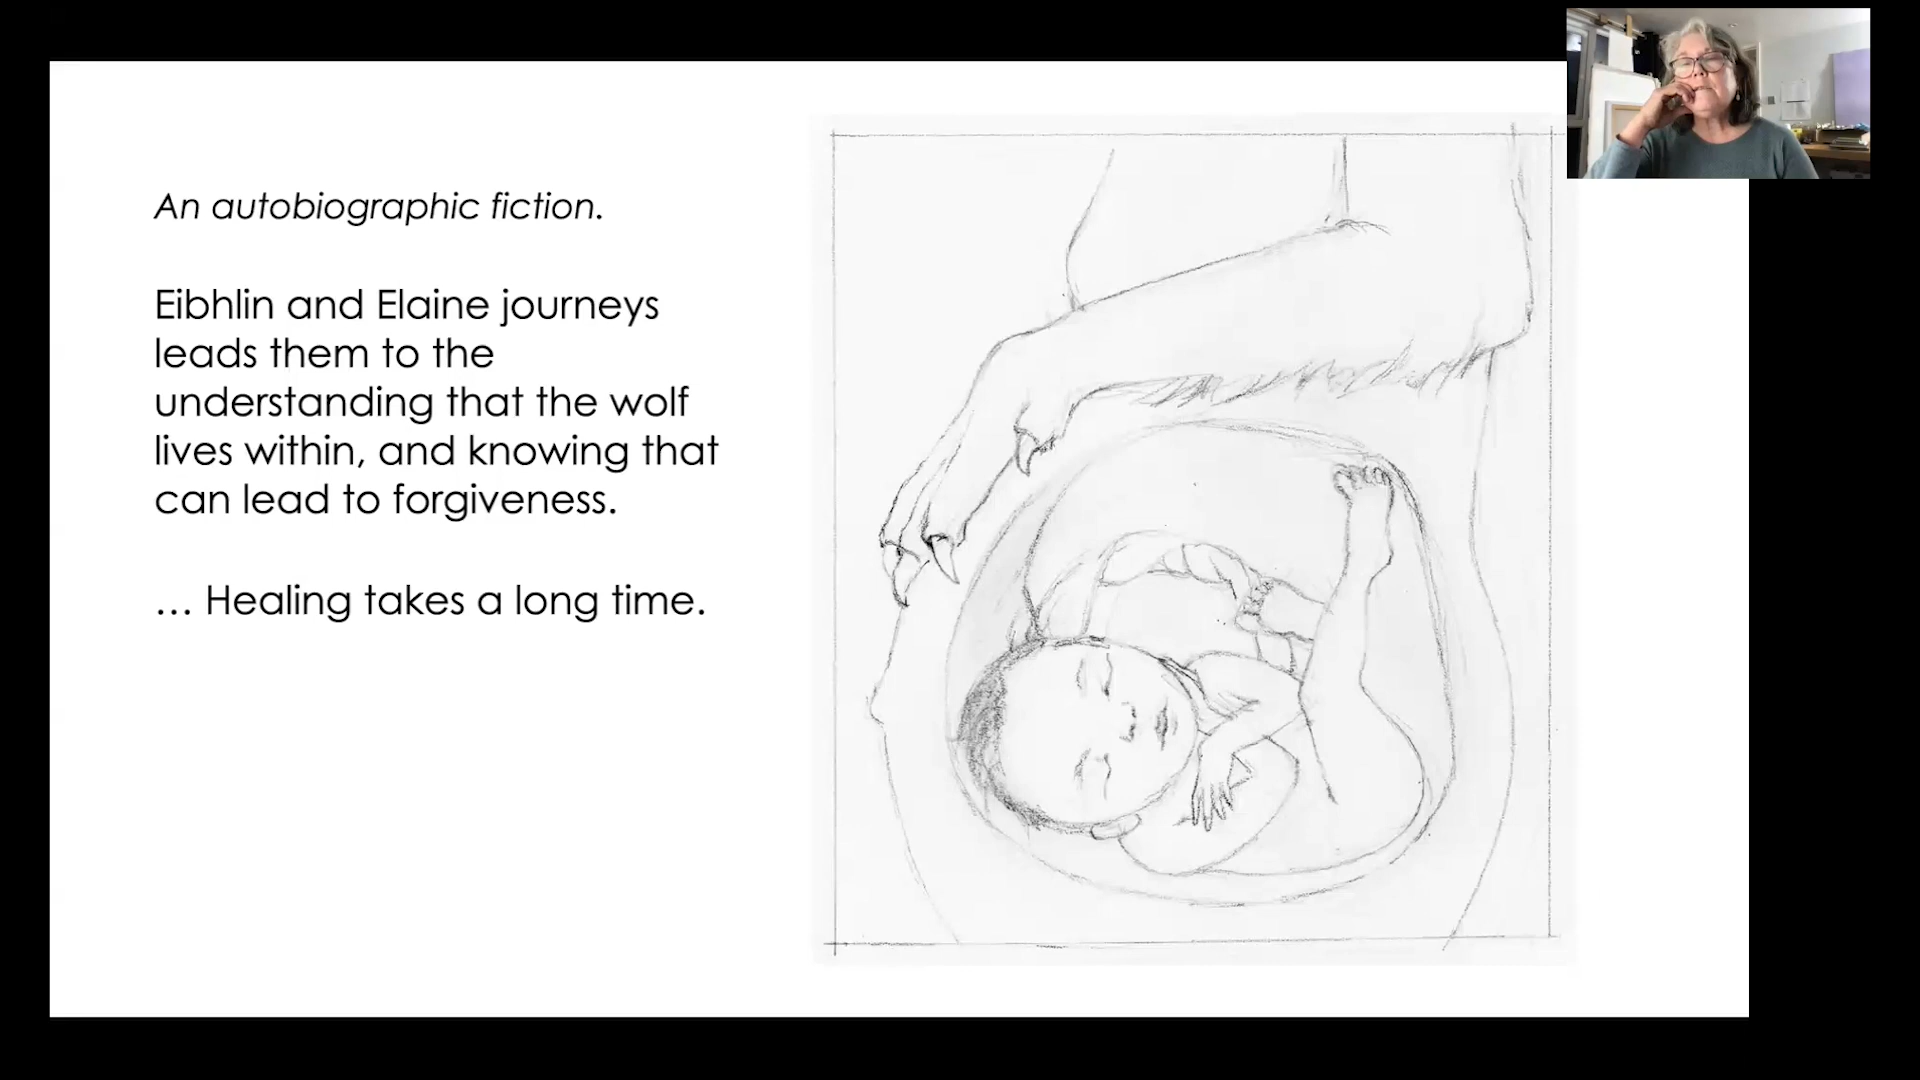 An autobiographic fiction.
Eibhlin and Elaine journeys
leads them to the
understanding that the wolf
lives within, and knowing that
can lead to forgiveness.
… Healing takes a long time.